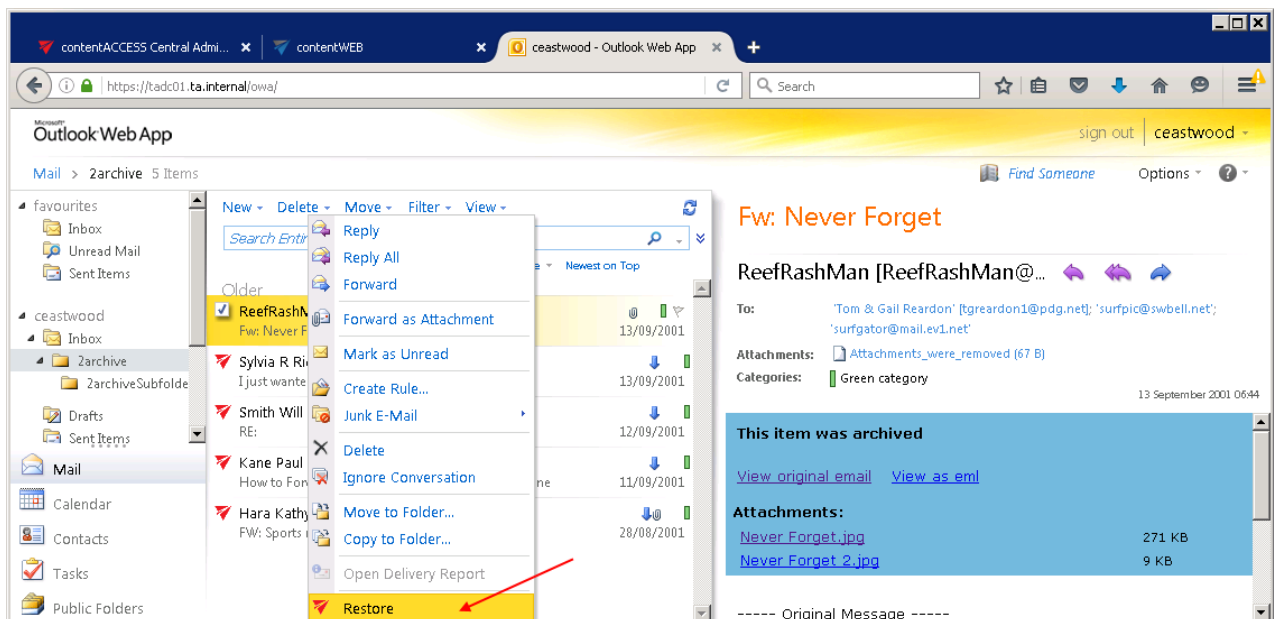 contentACCESS Central Admi... contentWEB ceastwood - Outlook Web App
https://tadc01.ta.internal/owa/ Search
Microsoft®
Outlook Web App sign out ceastwood
Mail > 2archive 5 Items Find Someone Options
favourites
Inbox
Unread Mail
Sent Items
ceastwood
Inbox
2archive
2archiveSubfolde
Drafts
Sent Items
Mail
Calendar
Contacts
Tasks
Public Folders
New Delete Move Filter View
Search Entir
Newest on Top
Older
ReefRashM
Fw: Never F 13/09/2001
Sylvia R Ri
I just wante 13/09/2001
Smith Will
RE: 12/09/2001
Kane Paul
How to For ne 11/09/2001
Hara Kathy
FW: Sports 28/08/2001
Reply
Reply All
Forward
Forward as Attachment
Mark as Unread
Create Rule...
Junk E-Mail
Delete
Ignore Conversation
Move to Folder...
Copy to Folder...
Open Delivery Report
Restore
Fw: Never Forget
ReefRashMan [ReefRashMan@...
To: 'Tom & Gail Reardon' [tgreardon1@pdg.net]; 'surfpic@swbell.net';
'surfgator@mail.ev1.net'
Attachments: Attachments_were_removed (67 B)
Categories: Green category
13 September 2001 06:44
This item was archived
View original email View as eml
Attachments:
Never Forget.jpg 271 KB
Never Forget 2.jpg 9 KB
----- Original Message -----